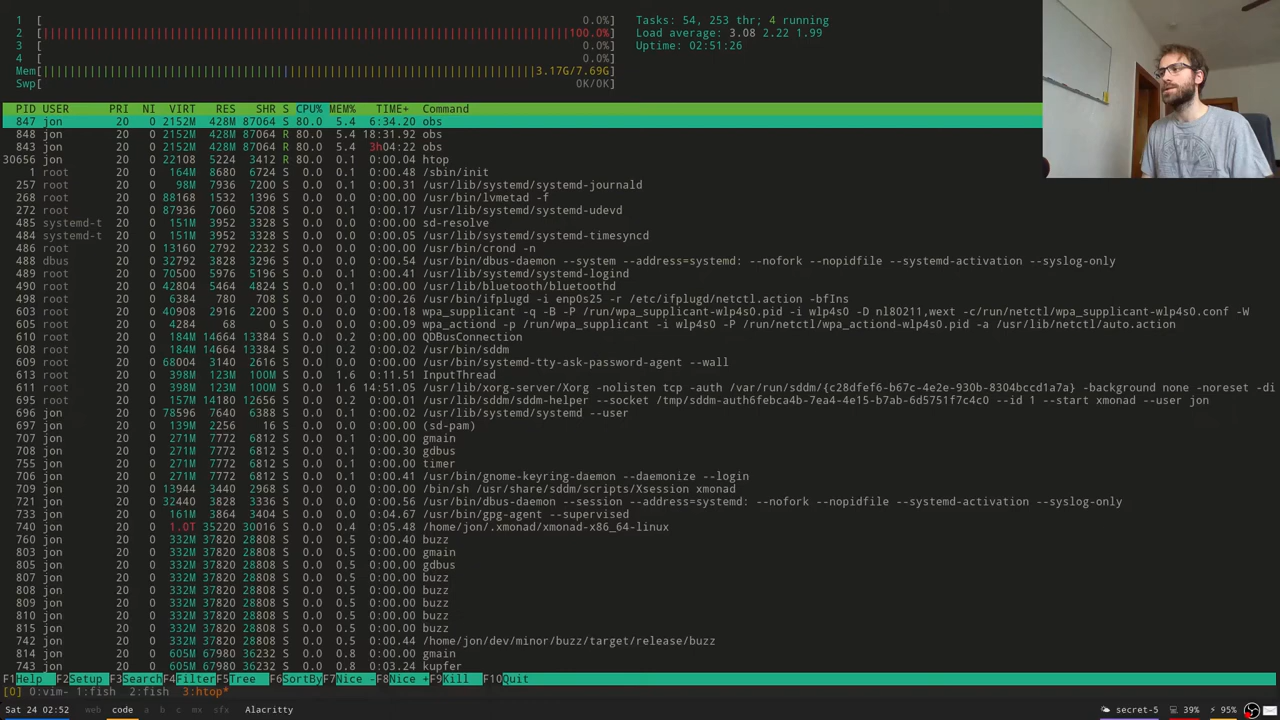 1 [ 0.0%] Tasks: 54, 253 thr; 4 running
2 [||||||||||||||||||||||||||||||||||||||||||||||||||||||||||||||||||||||||||||||||||||||||100.0%] Load average: 3.08 2.22 1.99
3 [ 0.0%] Uptime: 02:51:26
4 [ 0.0%]
Mem[||||||||||||||||||||||||||||||||||||||||||||||||||||||||||||||||||||||||||||||||3.17G/7.69G]
Swp[ 0K/0K]
PID USER PRI NI VIRT RES SHR S CPU% MEM% TIME+ Command
847 jon 20 0 2152M 428M 87064 S 80.0 5.4 6:34.20 obs
848 jon 20 0 2152M 428M 87064 R 80.0 5.4 18:31.92 obs
843 jon 20 0 2152M 428M 87064 R 80.0 5.4 3h04:22 obs
30656 jon 20 0 22108 5224 3412 R 80.0 0.1 0:00.04 htop
1 root 20 0 164M 8680 6724 S 0.0 0.1 0:00.48 /sbin/init
257 root 20 0 98M 7936 7200 S 0.0 0.1 0:00.31 /usr/lib/systemd/systemd-journald
268 root 20 0 88168 1532 1396 S 0.0 0.0 0:00.00 /usr/bin/lvmetad -f
272 root 20 0 87936 7060 5208 S 0.0 0.1 0:00.17 /usr/lib/systemd/systemd-udevd
485 systemd-t 20 0 151M 3952 3328 S 0.0 0.0 0:00.00 sd-resolve
484 systemd-t 20 0 151M 3952 3328 S 0.0 0.0 0:00.05 /usr/lib/systemd/systemd-timesyncd
486 root 20 0 13160 2792 2232 S 0.0 0.0 0:00.00 /usr/bin/crond -n
488 dbus 20 0 32792 3828 3296 S 0.0 0.0 0:00.54 /usr/bin/dbus-daemon --system --address=systemd: --nofork --nopidfile --systemd-activation --syslog-only
489 root 20 0 70500 5976 5196 S 0.0 0.1 0:00.41 /usr/lib/systemd/systemd-logind
490 root 20 0 42804 5464 4824 S 0.0 0.1 0:00.00 /usr/lib/bluetooth/bluetoothd
498 root 20 0 6384 780 708 S 0.0 0.0 0:00.26 /usr/bin/ifplugd -i enp0s25 -r /etc/ifplugd/netctl.action -bfIns
603 root 20 0 40908 2916 2200 S 0.0 0.0 0:00.18 wpa_supplicant -q -B -P /run/wpa_supplicant-wlp4s0.pid -i wlp4s0 -D nl80211,wext -c/run/netctl/wpa_supplicant-wlp4s0.conf -W
605 root 20 0 4284 68 0 S 0.0 0.0 0:00.09 wpa_actiond -p /run/wpa_supplicant -i wlp4s0 -P /run/netctl/wpa_actiond-wlp4s0.pid -a /usr/lib/netctl/auto.action
610 root 20 0 184M 14664 13384 S 0.0 0.2 0:00.00 QDBusConnection
608 root 20 0 184M 14664 13384 S 0.0 0.2 0:00.04 /usr/bin/sddm
609 root 20 0 68004 3140 2616 S 0.0 0.0 0:00.00 /usr/bin/systemd-tty-ask-password-agent --wall
613 root 20 0 398M 123M 100M S 0.0 1.6 0:11.51 InputThread
611 root 20 0 398M 123M 100M S 0.0 1.6 14:51.05 /usr/lib/xorg-server/Xorg -nolisten tcp -auth /var/run/sddm/{c28dfef6-b67c-4e2e-930b-8304bccd1a7a} -background none -noreset -di
695 root 20 0 157M 14180 12656 S 0.0 0.2 0:00.01 /usr/lib/sddm/sddm-helper --socket /tmp/sddm-auth6febca4b-7ea4-4e15-b7ab-6d5751f7c4c0 --id 1 --start xmonad --user jon
696 jon 20 0 78596 7640 6388 S 0.0 0.1 0:00.02 /usr/lib/systemd/systemd --user
697 jon 20 0 139M 2256 16 S 0.0 0.0 0:00.00 (sd-pam)
707 jon 20 0 271M 7772 6812 S 0.0 0.1 0:00.00 gmain
708 jon 20 0 271M 7772 6812 S 0.0 0.1 0:00.30 gdbus
755 jon 20 0 271M 7772 6812 S 0.0 0.1 0:00.00 timer
706 jon 20 0 271M 7772 6812 S 0.0 0.1 0:00.41 /usr/bin/gnome-keyring-daemon --daemonize --login
709 jon 20 0 13944 3440 2968 S 0.0 0.0 0:00.00 /bin/sh /usr/share/sddm/scripts/Xsession xmonad
721 jon 20 0 32440 3828 3336 S 0.0 0.0 0:00.56 /usr/bin/dbus-daemon --session --address=systemd: --nofork --nopidfile --systemd-activation --syslog-only
733 jon 20 0 161M 3864 3404 S 0.0 0.0 0:04.67 /usr/bin/gpg-agent --supervised
740 jon 20 0 1.0T 35220 30016 S 0.0 0.4 0:05.48 /home/jon/.xmonad/xmonad-x86_64-linux
760 jon 20 0 332M 37820 28808 S 0.0 0.5 0:00.40 buzz
803 jon 20 0 332M 37820 28808 S 0.0 0.5 0:00.00 gmain
805 jon 20 0 332M 37820 28808 S 0.0 0.5 0:00.00 gdbus
807 jon 20 0 332M 37820 28808 S 0.0 0.5 0:00.00 buzz
808 jon 20 0 332M 37820 28808 S 0.0 0.5 0:00.00 buzz
809 jon 20 0 332M 37820 28808 S 0.0 0.5 0:00.00 buzz
810 jon 20 0 332M 37820 28808 S 0.0 0.5 0:00.00 buzz
815 jon 20 0 332M 37820 28808 S 0.0 0.5 0:00.00 buzz
742 jon 20 0 332M 37820 28808 S 0.0 0.5 0:00.44 /home/jon/dev/minor/buzz/target/release/buzz
814 jon 20 0 605M 67980 36232 S 0.0 0.8 0:00.00 gmain
743 jon 20 0 605M 67980 36232 S 0.0 0.8 0:03.24 kupfer
F1Help F2Setup F3SearchF4FilterF5Tree F6SortByF7Nice -F8Nice +F9Kill F10Quit
[0] 0:vim- 1:fish 2:fish 3:htop*
Sat 24 02:52 web code a b c mx sfx Alacritty secret-5 39% 95%